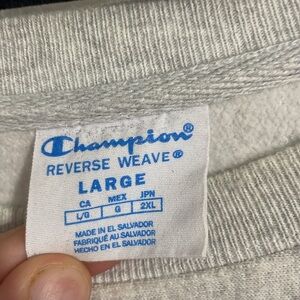 Champion®
REVERSE WEAVE®
LARGE
CA MEX JPN
L/G G 2XL
MADE IN EL SALVADOR
FABRIQUÉ AU SALVADOR
HECHO EN EL SALVADOR